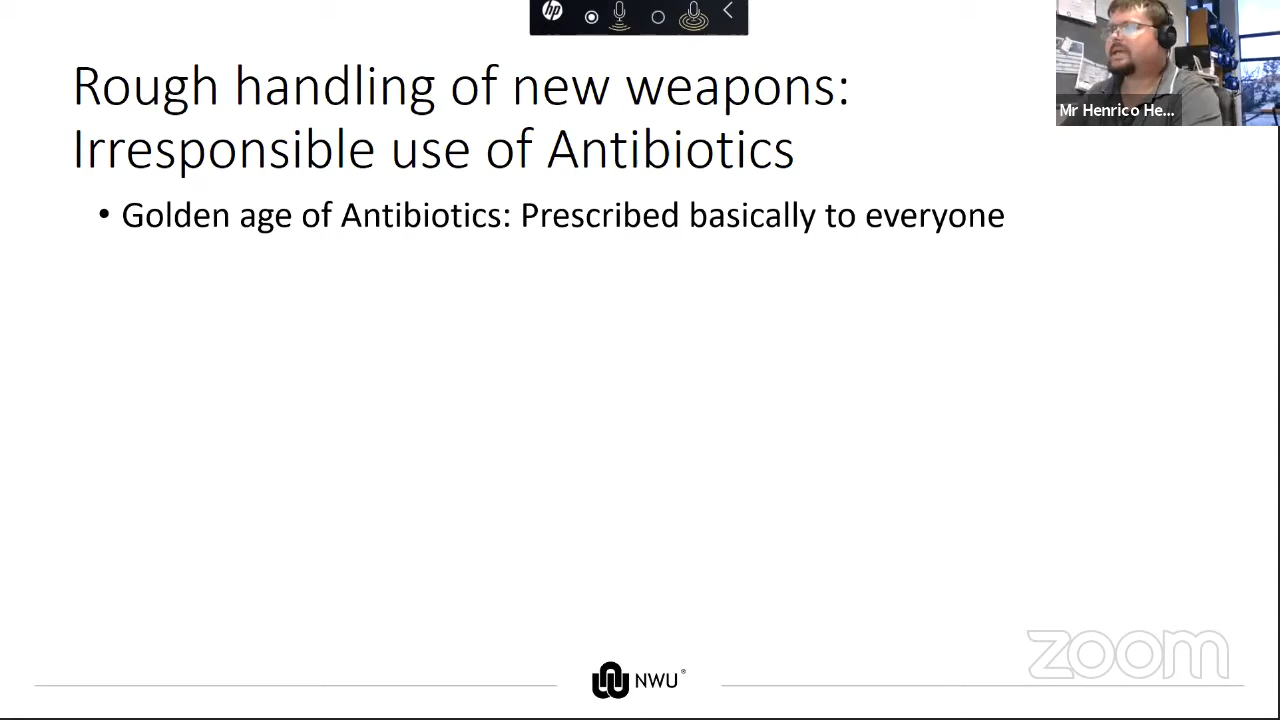 hp
Mr Henrico He...
Rough handling of new weapons:
Irresponsible use of Antibiotics
• Golden age of Antibiotics: Prescribed basically to everyone
zoom
NWU®